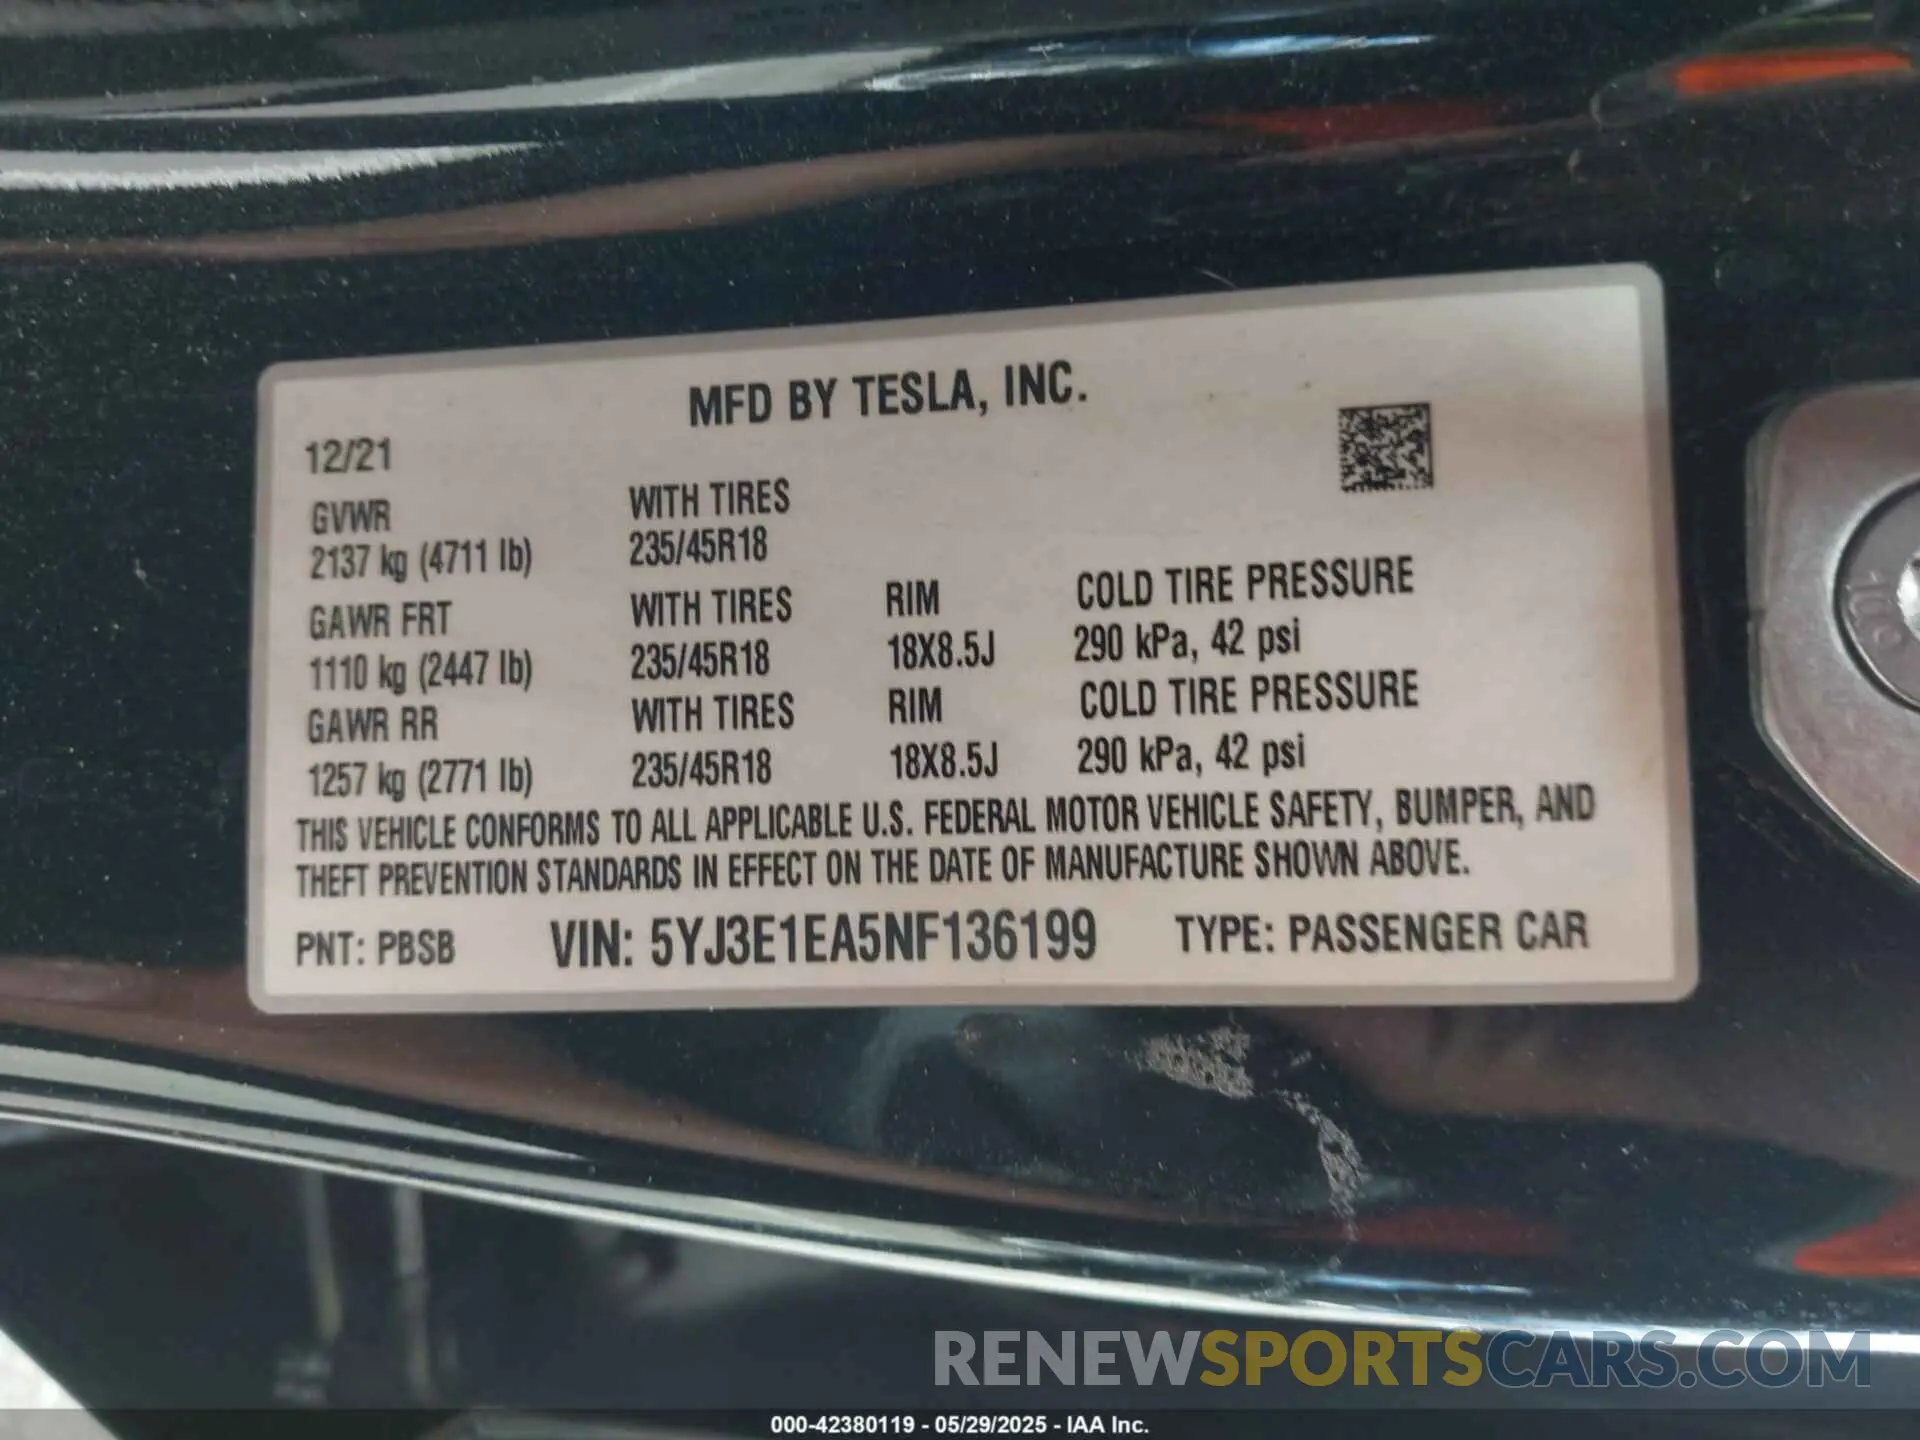 MFD BY TESLA, INC.
12/21
GVWR WITH TIRES
2137 kg (4711 lb) 235/45R18
GAWR FRT WITH TIRES RIM COLD TIRE PRESSURE
1110 kg (2447 lb) 235/45R18 18X8.5J 290 kPa, 42 psi
GAWR RR WITH TIRES RIM COLD TIRE PRESSURE
1257 kg (2771 lb) 235/45R18 18X8.5J 290 kPa, 42 psi
THIS VEHICLE CONFORMS TO ALL APPLICABLE U.S. FEDERAL MOTOR VEHICLE SAFETY, BUMPER, AND
THEFT PREVENTION STANDARDS IN EFFECT ON THE DATE OF MANUFACTURE SHOWN ABOVE.
PNT: PBSB VIN: 5YJ3E1EA5NF136199 TYPE: PASSENGER CAR
RENEWSPORTSCARS.COM
000-42380119 - 05/29/2025 - IAA Inc.